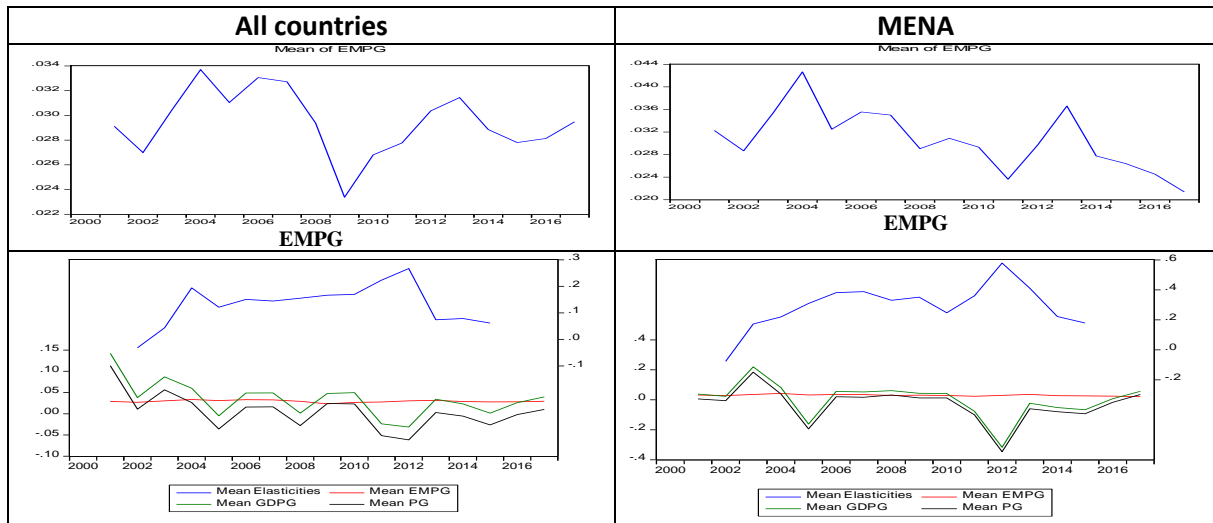 All countries
MENA
Mean of EMPG
.034
.032
.030
.028
.026
.024
.022
2000 2002 2004 2006 2008 2010 2012 2014 2016
EMPG
Mean of EMPG
.044
.040
.036
.032
.028
.024
.020
2000 2002 2004 2006 2008 2010 2012 2014 2016
EMPG
.3
.2
.1
.0
-.1
.15
.10
.05
.00
-.05
-.10
2000 2002 2004 2006 2008 2010 2012 2014 2016
Mean Elasticities Mean EMPG
Mean GDPG Mean PG
.6
.4
.2
.0
-.2
.4
.2
.0
-.2
-.4
2000 2002 2004 2006 2008 2010 2012 2014 2016
Mean Elasticities Mean EMPG
Mean GDPG Mean PG